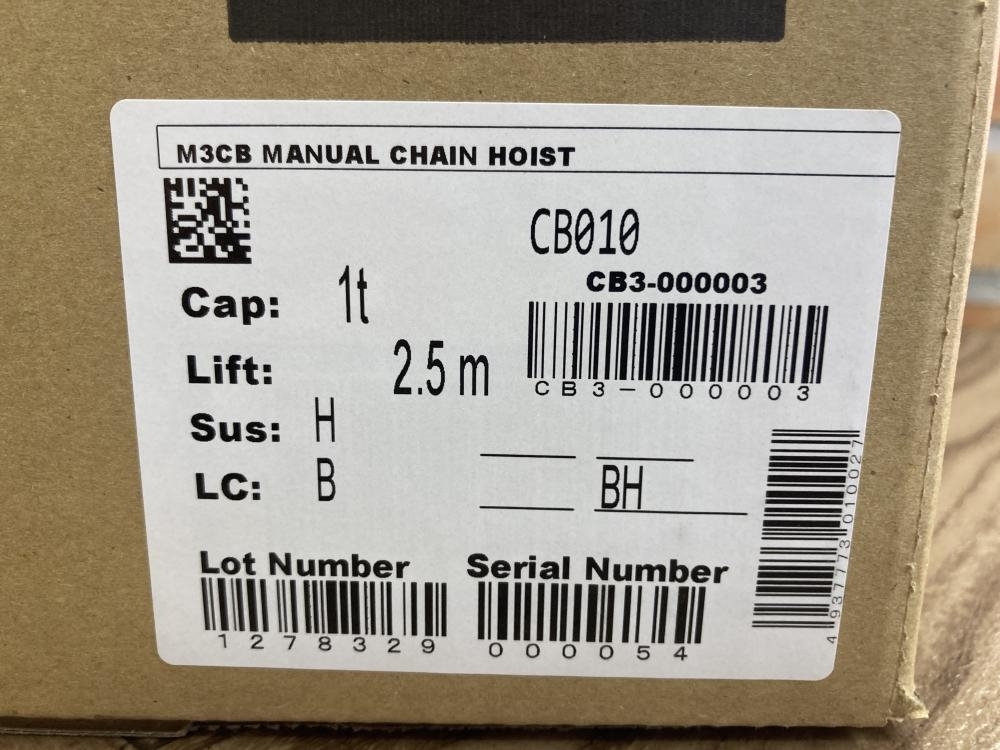 M3CB MANUAL CHAIN HOIST
CB010
CB3-000003
Cap: 1t
CB3-000003
Lift: 2.5 m
Sus: H
LC: B
BH
Lot Number
1278329
Serial Number
000054
4937773010027